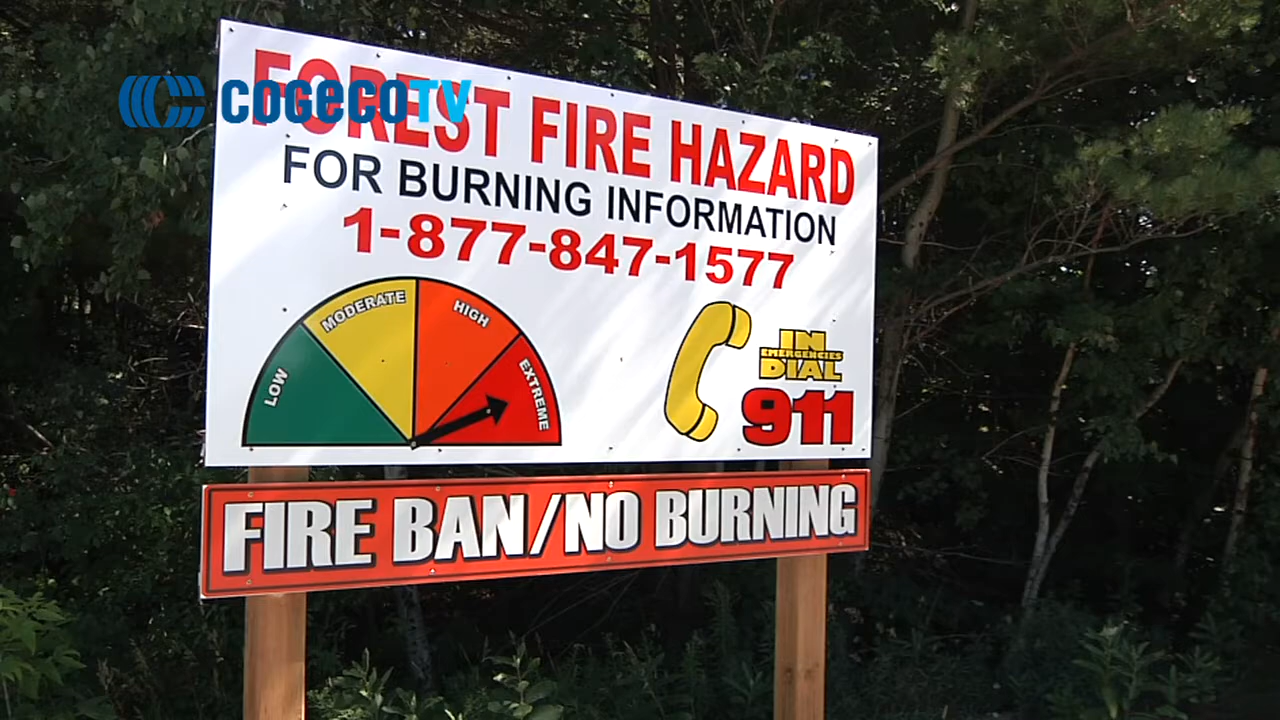 COGECOTV
FOREST FIRE HAZARD
FOR BURNING INFORMATION
1-877-847-1577
LOW
MODERATE
HIGH
EXTREME
IN
EMERGENCIES
DIAL
911
FIRE BAN/NO BURNING